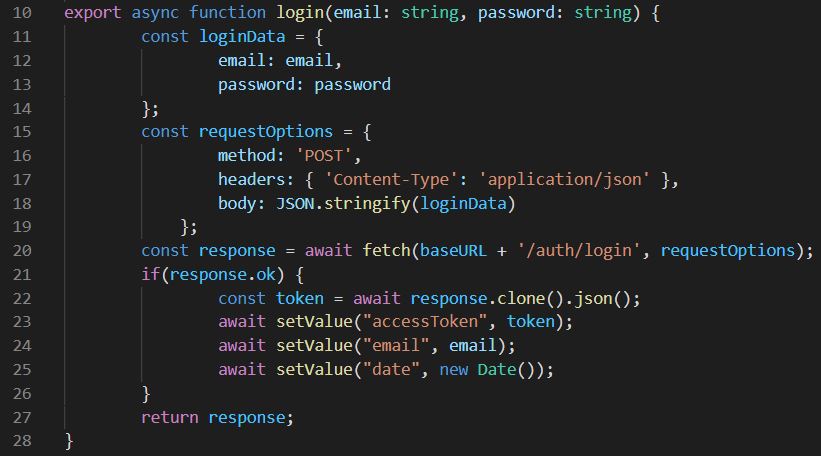 10 export async function login(email: string, password: string) {
11 const loginData = {
12 email: email,
13 password: password
14 };
15 const requestOptions = {
16 method: 'POST',
17 headers: { 'Content-Type': 'application/json' },
18 body: JSON.stringify(loginData)
19 };
20 const response = await fetch(baseURL + '/auth/login', requestOptions);
21 if(response.ok) {
22 const token = await response.clone().json();
23 await setValue("accessToken", token);
24 await setValue("email", email);
25 await setValue("date", new Date());
26 }
27 return response;
28 }